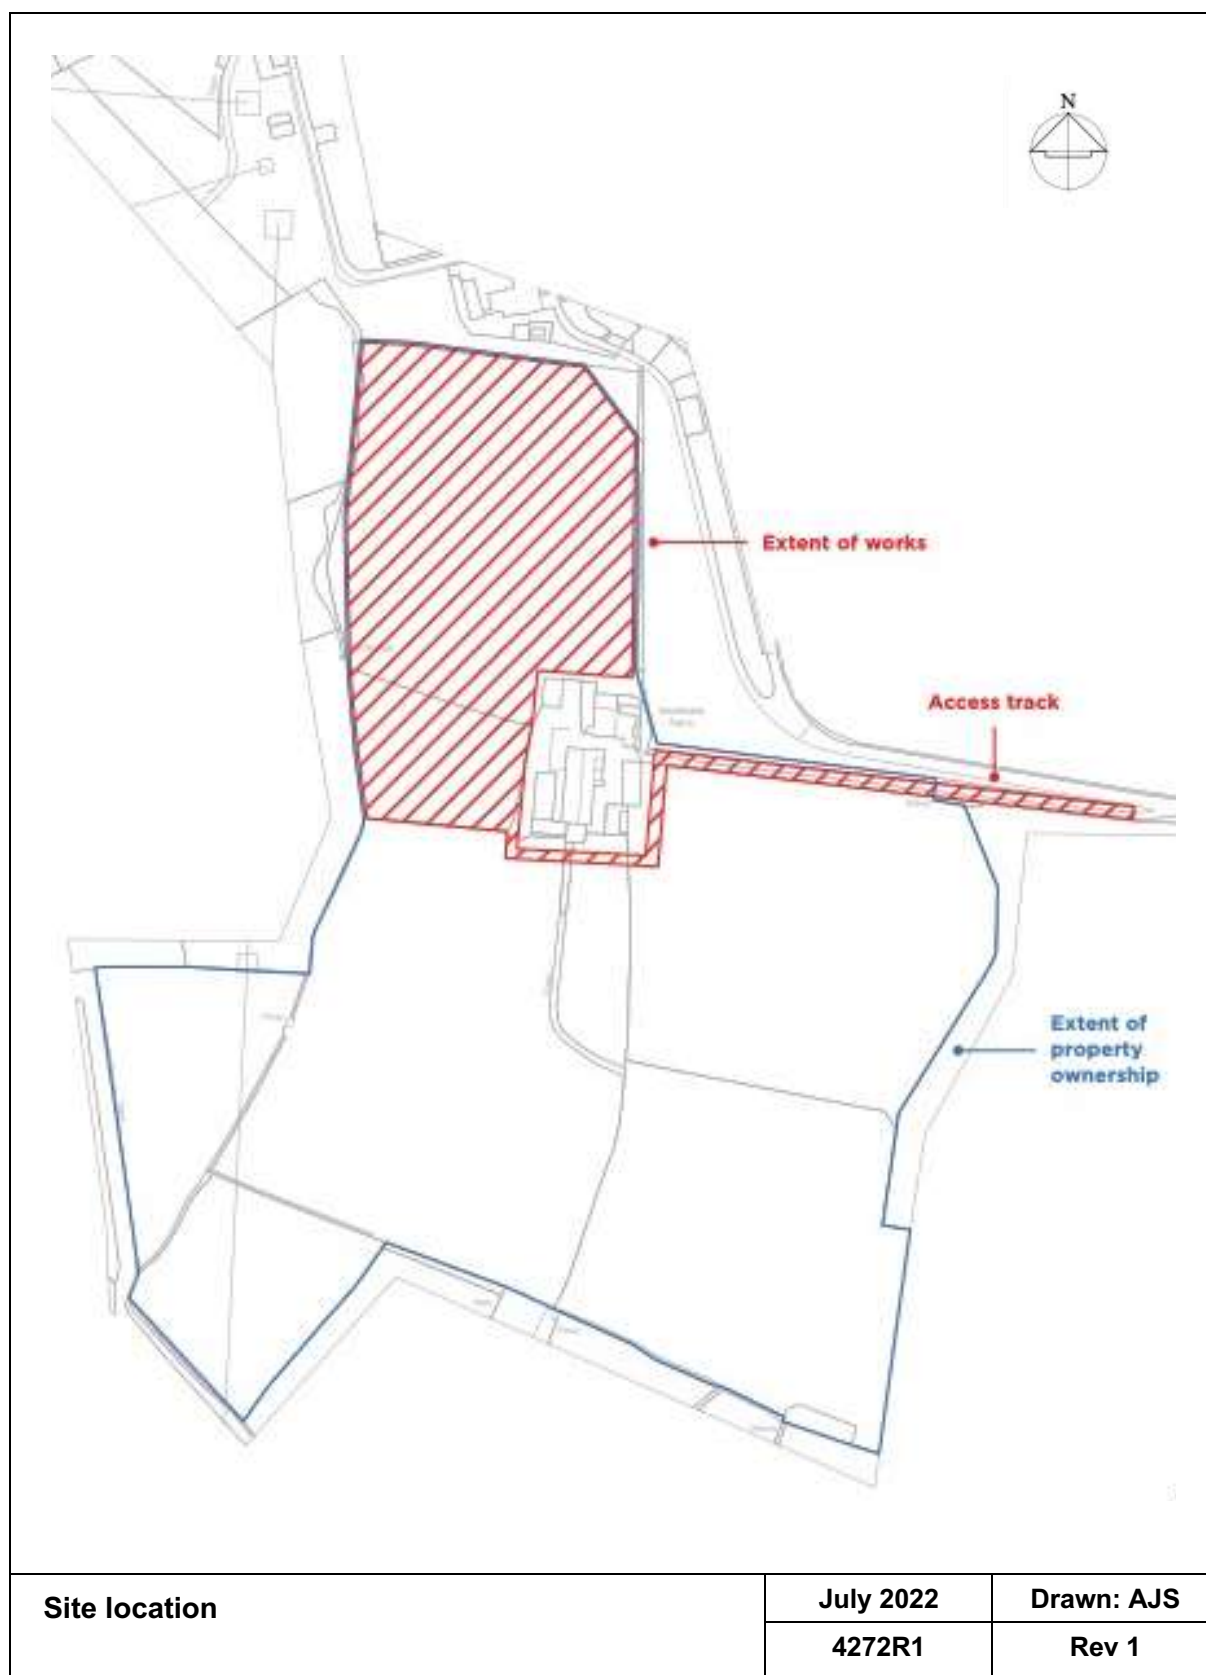 N
Extent of works
Access track
Extent of
property
ownership
Site location
July 2022
Drawn: AJS
4272R1
Rev 1